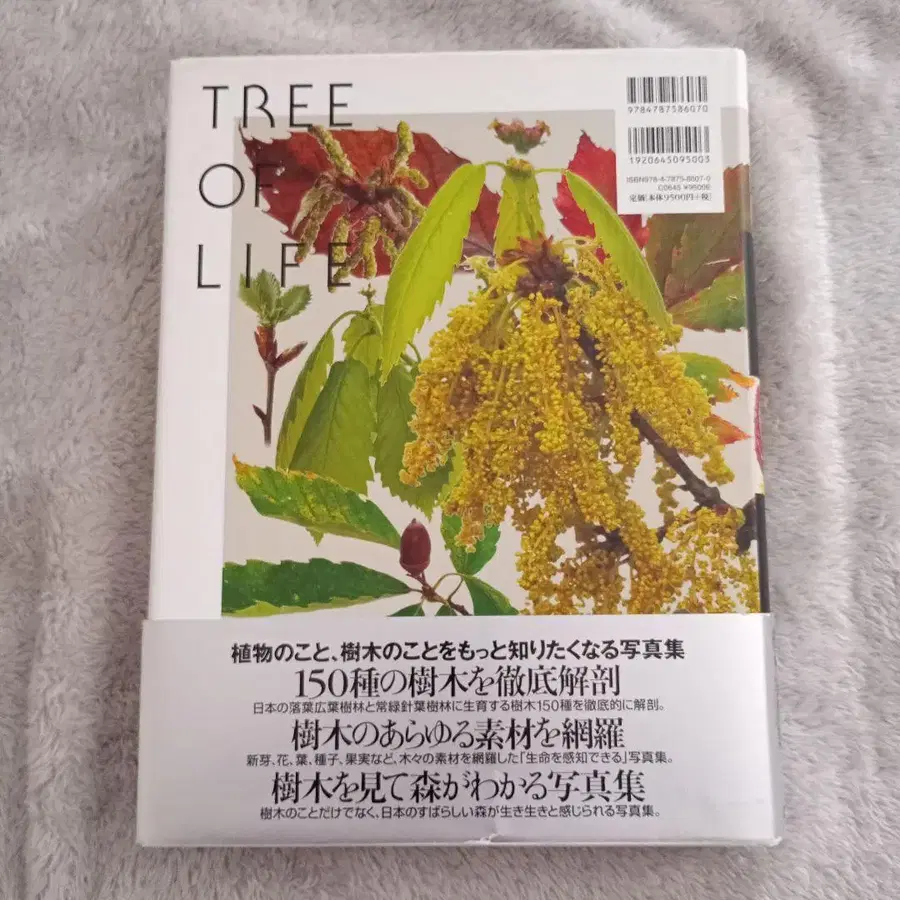 TREE
OF
LIFE
9784787586070
1920645095003
ISBN978-4-7875-8607-0
C0645 ¥9500E
定価[本体9500円+税]
植物のこと、樹木のことをもっと知りたくなる写真集
150種の樹木を徹底解剖
日本の落葉広葉樹林と常緑針葉樹林に生育する樹木150種を徹底的に解剖。
樹木のあらゆる素材を網羅
新芽、花、葉、種子、果実など、木々の素材を網羅した「生命を感知できる」写真集。
樹木を見て森がわかる写真集
樹木のことだけでなく、日本のすばらしい森が生き生きと感じられる写真集。